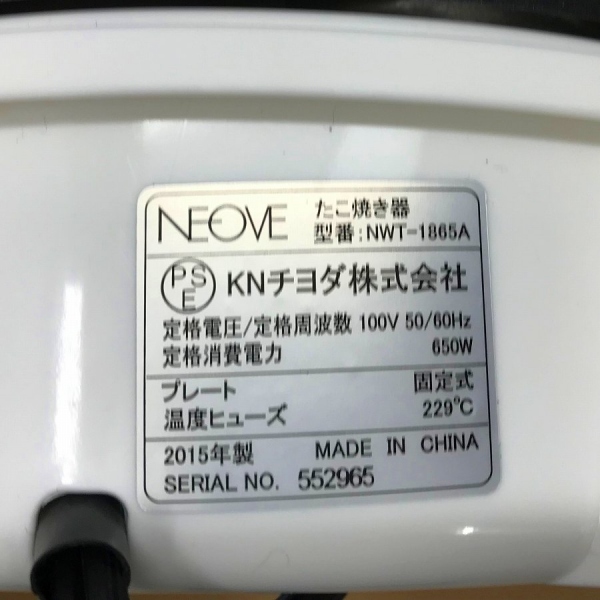 NEOVE たこ焼き器
型番:NWT-1865A
PSE KNチヨダ株式会社
定格電圧/定格周波数 100V 50/60Hz
定格消費電力 650W
プレート 固定式
温度ヒューズ 229℃
2015年製 MADE IN CHINA
SERIAL NO. 552965